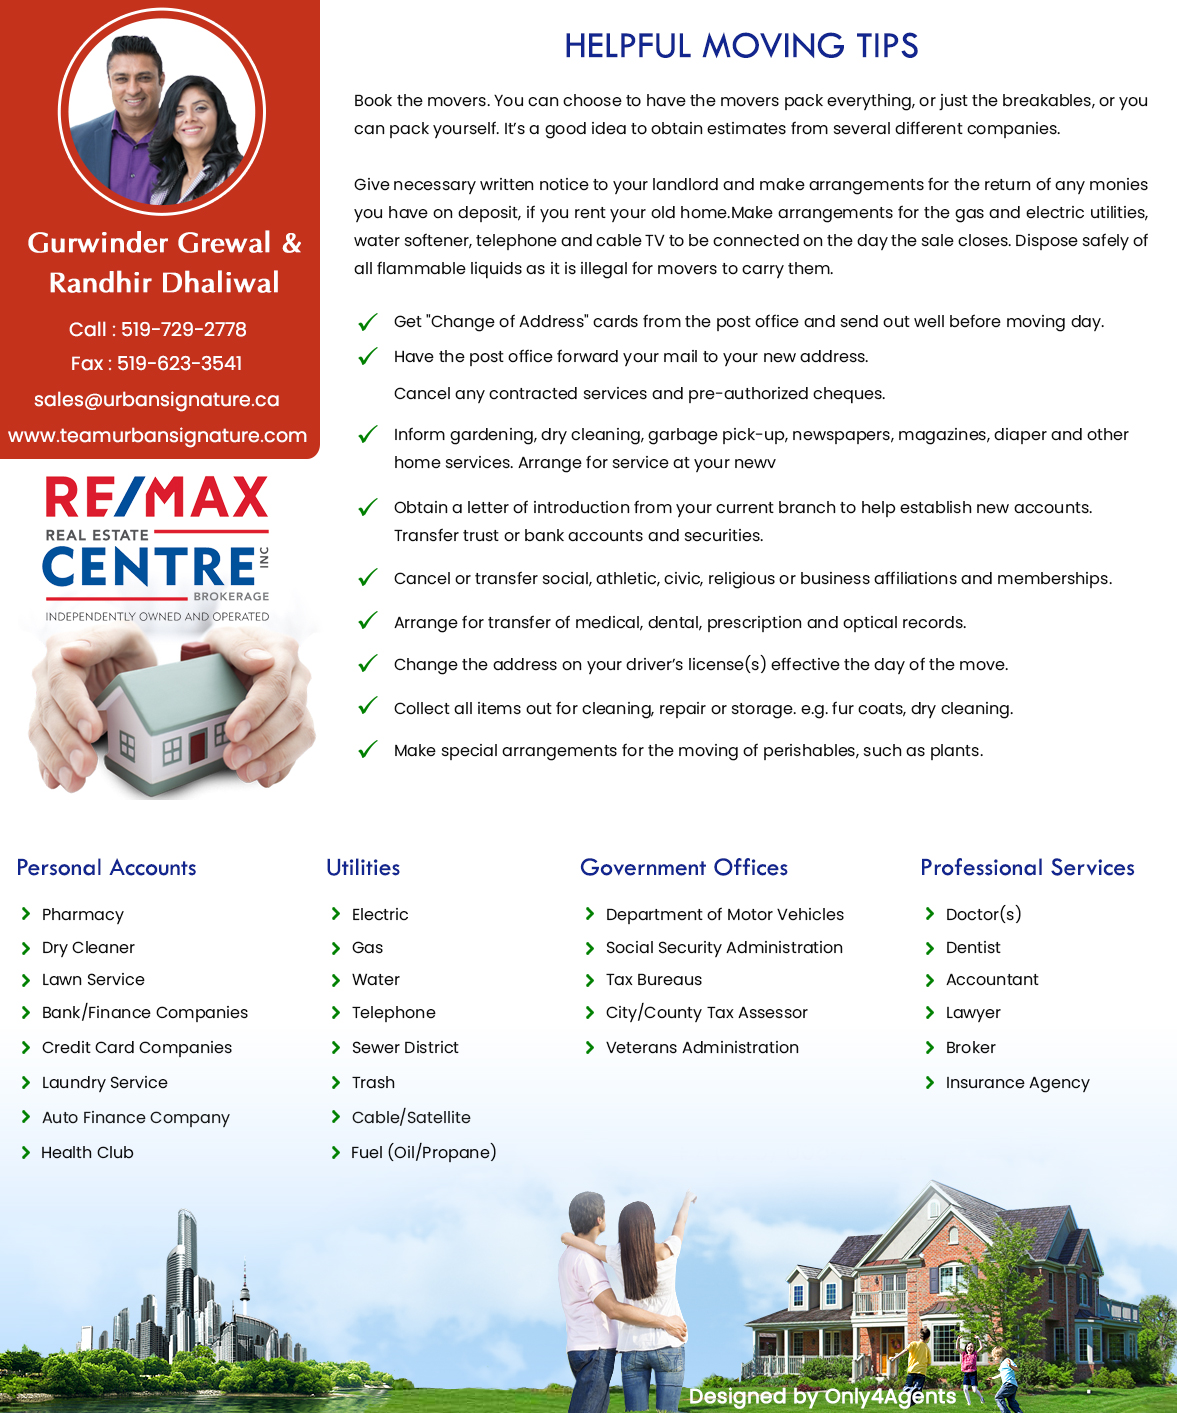 Gurwinder Grewal &
Randhir Dhaliwal
Call : 519-729-2778
Fax : 519-623-3541
sales@urbansignature.ca
www.teamurbansignature.com
RE/MAX
REAL ESTATE
CENTRE INC
BROKERAGE
INDEPENDENTLY OWNED AND OPERATED
HELPFUL MOVING TIPS
Book the movers. You can choose to have the movers pack everything, or just the breakables, or you
can pack yourself. It’s a good idea to obtain estimates from several different companies.
Give necessary written notice to your landlord and make arrangements for the return of any monies
you have on deposit, if you rent your old home.Make arrangements for the gas and electric utilities,
water softener, telephone and cable TV to be connected on the day the sale closes. Dispose safely of
all flammable liquids as it is illegal for movers to carry them.
Get "Change of Address" cards from the post office and send out well before moving day.
Have the post office forward your mail to your new address.
Cancel any contracted services and pre-authorized cheques.
Inform gardening, dry cleaning, garbage pick-up, newspapers, magazines, diaper and other
home services. Arrange for service at your newv
Obtain a letter of introduction from your current branch to help establish new accounts.
Transfer trust or bank accounts and securities.
Cancel or transfer social, athletic, civic, religious or business affiliations and memberships.
Arrange for transfer of medical, dental, prescription and optical records.
Change the address on your driver’s license(s) effective the day of the move.
Collect all items out for cleaning, repair or storage. e.g. fur coats, dry cleaning.
Make special arrangements for the moving of perishables, such as plants.
Personal Accounts
Pharmacy
Dry Cleaner
Lawn Service
Bank/Finance Companies
Credit Card Companies
Laundry Service
Auto Finance Company
Health Club
Utilities
Electric
Gas
Water
Telephone
Sewer District
Trash
Cable/Satellite
Fuel (Oil/Propane)
Government Offices
Department of Motor Vehicles
Social Security Administration
Tax Bureaus
City/County Tax Assessor
Veterans Administration
Professional Services
Doctor(s)
Dentist
Accountant
Lawyer
Broker
Insurance Agency
Designed by Only4Agents